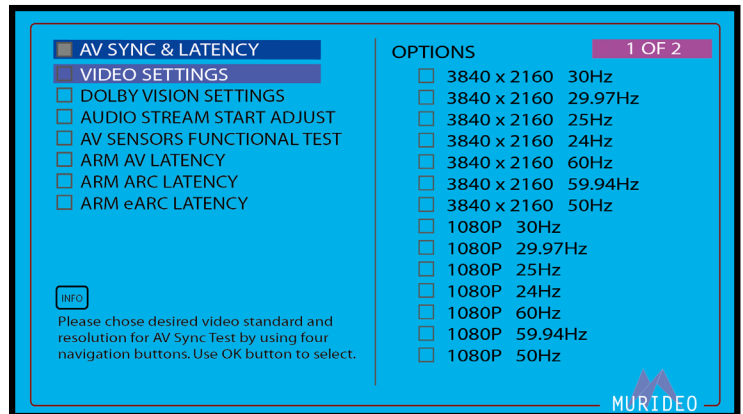 AV SYNC & LATENCY
VIDEO SETTINGS
DOLBY VISION SETTINGS
AUDIO STREAM START ADJUST
AV SENSORS FUNCTIONAL TEST
ARM AV LATENCY
ARM ARC LATENCY
ARM eARC LATENCY
INFO
Please chose desired video standard and
resolution for AV Sync Test by using four
navigation buttons. Use OK button to select.
OPTIONS
1 OF 2
3840 x 2160 30Hz
3840 x 2160 29.97Hz
3840 x 2160 25Hz
3840 x 2160 24Hz
3840 x 2160 60Hz
3840 x 2160 59.94Hz
3840 x 2160 50Hz
1080P 30Hz
1080P 29.97Hz
1080P 25Hz
1080P 24Hz
1080P 60Hz
1080P 59.94Hz
1080P 50Hz
MURIDEO